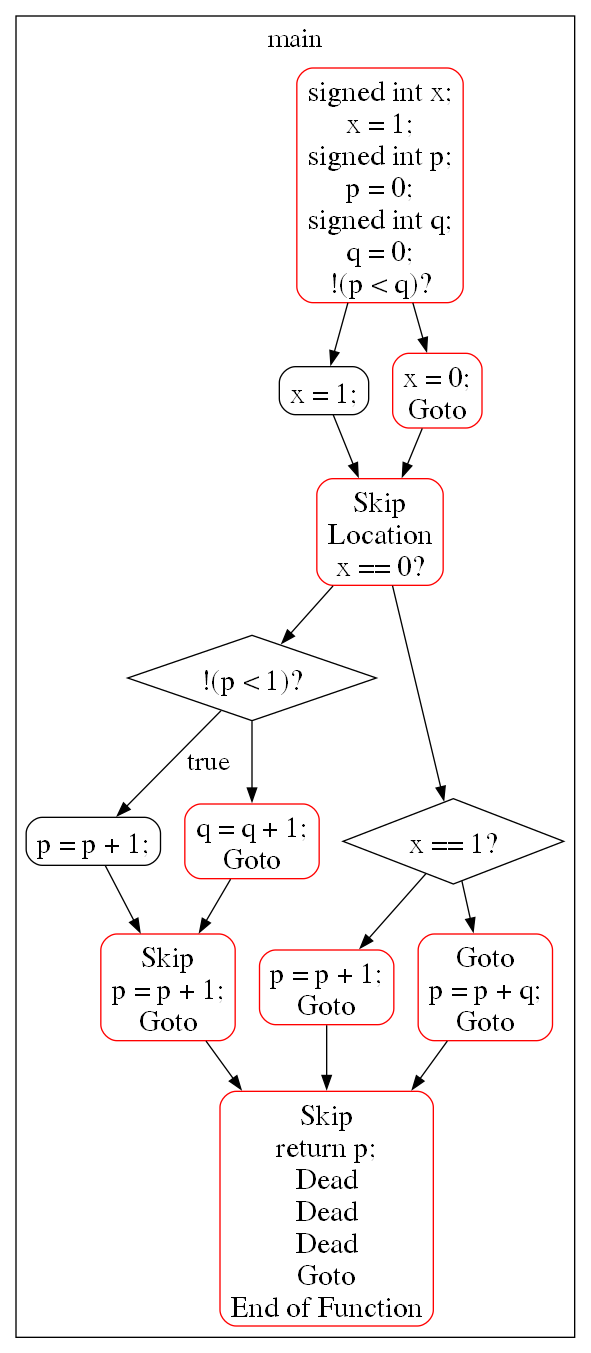 main
signed int x;
x = 1;
signed int p;
p = 0;
signed int q;
q = 0;
!(p < q)?
x = 1;
x = 0;
Goto
Skip
Location
x == 0?
!(p < 1)?
true
p = p + 1;
q = q + 1;
Goto
x == 1?
Skip
p = p + 1;
Goto
p = p + 1;
Goto
Goto
p = p + q;
Goto
Skip
return p;
Dead
Dead
Dead
Goto
End of Function